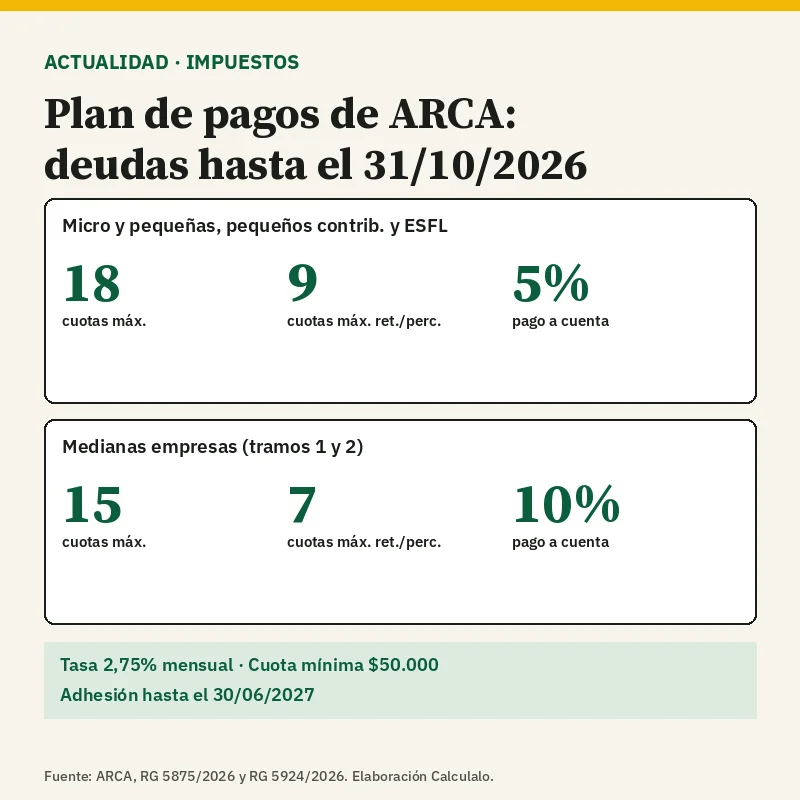 ACTUALIDAD · IMPUESTOS
Plan de pagos de ARCA:
deudas hasta el 31/10/2026
Micro y pequeñas, pequeños contrib. y ESFL
18 9 5%
cuotas máx. cuotas máx. ret./perc. pago a cuenta
Medianas empresas (tramos 1 y 2)
15 7 10%
cuotas máx. cuotas máx. ret./perc. pago a cuenta
Tasa 2,75% mensual · Cuota mínima $50.000
Adhesión hasta el 30/06/2027
Fuente: ARCA, RG 5875/2026 y RG 5924/2026. Elaboración Calculalo.